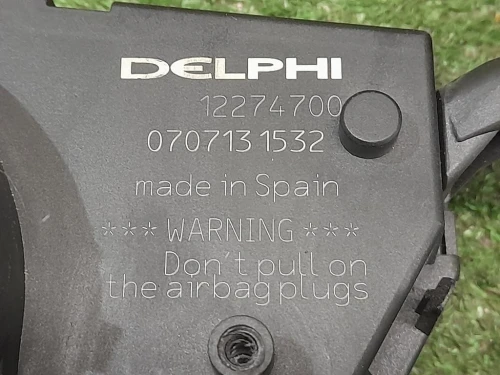 DELPHI
12274700
070713 1532
made in Spain
*** WARNING ***
Don't pull on
the airbag plugs